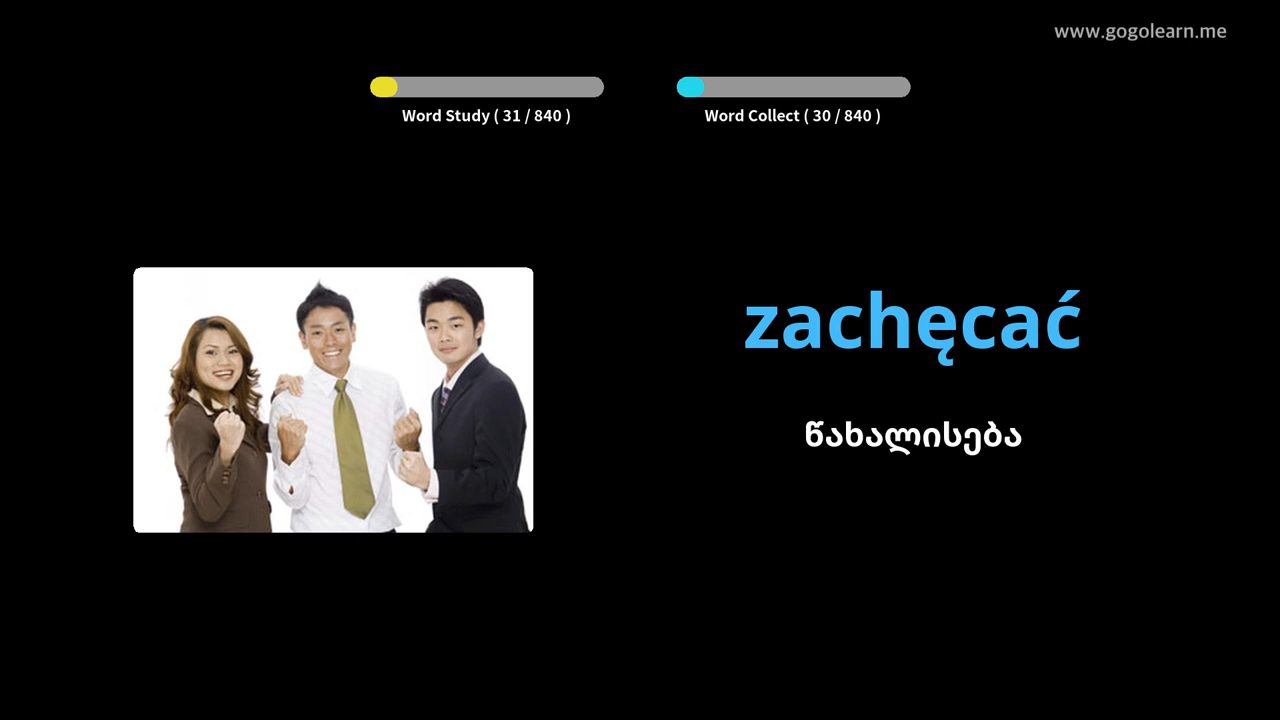 www.gogolearn.me
Word Study ( 31 / 840 )
Word Collect ( 30 / 840 )
zachęcać
წახალისება